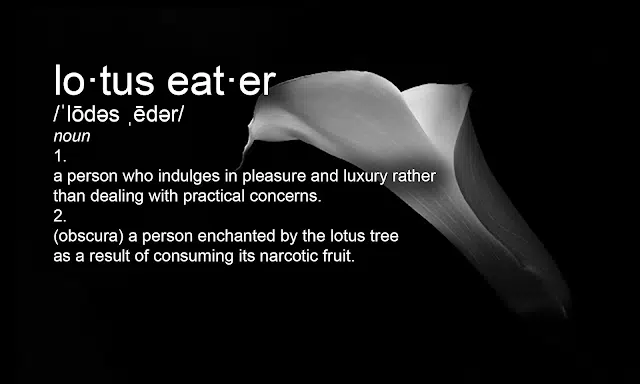 lo·tus eat·er
/ˈlōdəs ˌēdər/
noun
1.
a person who indulges in pleasure and luxury rather
than dealing with practical concerns.
2.
(obscura) a person enchanted by the lotus tree
as a result of consuming its narcotic fruit.